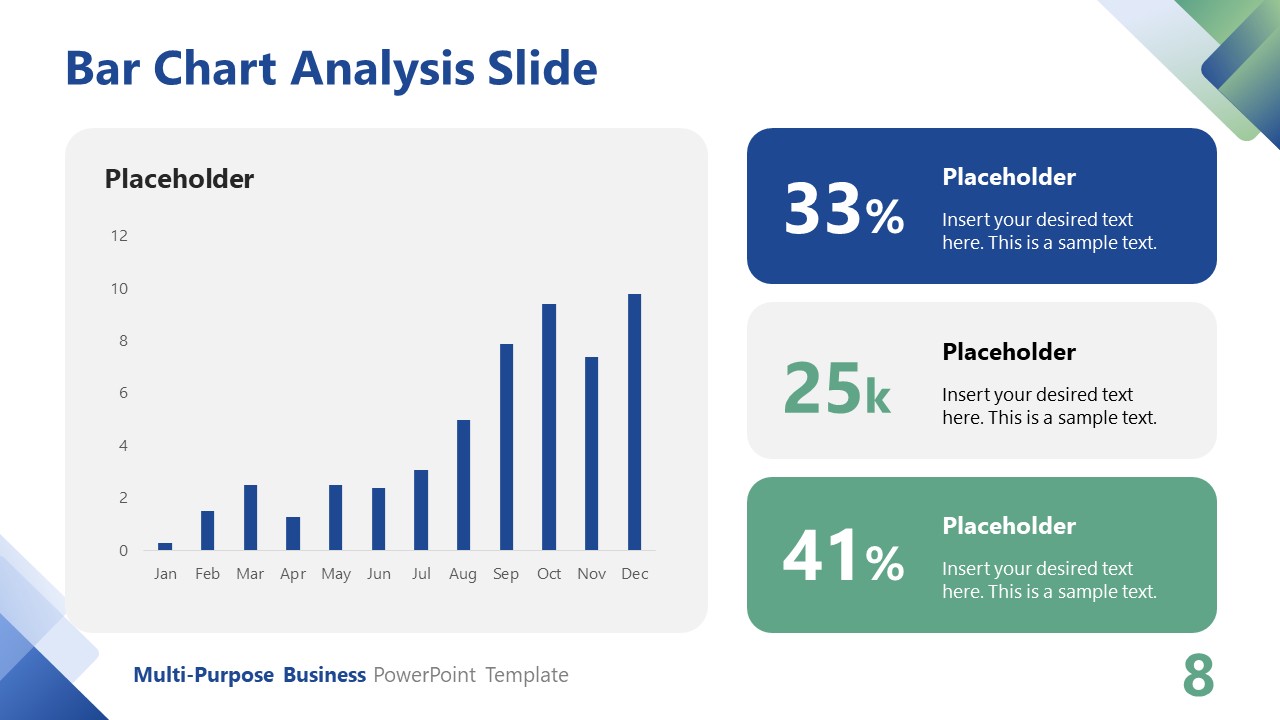 Bar Chart Analysis Slide
Placeholder
12
10
8
6
4
2
0
Jan Feb Mar Apr May Jun Jul Aug Sep Oct Nov Dec
33%
Placeholder
Insert your desired text
here. This is a sample text.
25k
Placeholder
Insert your desired text
here. This is a sample text.
41%
Placeholder
Insert your desired text
here. This is a sample text.
Multi-Purpose Business PowerPoint Template
8